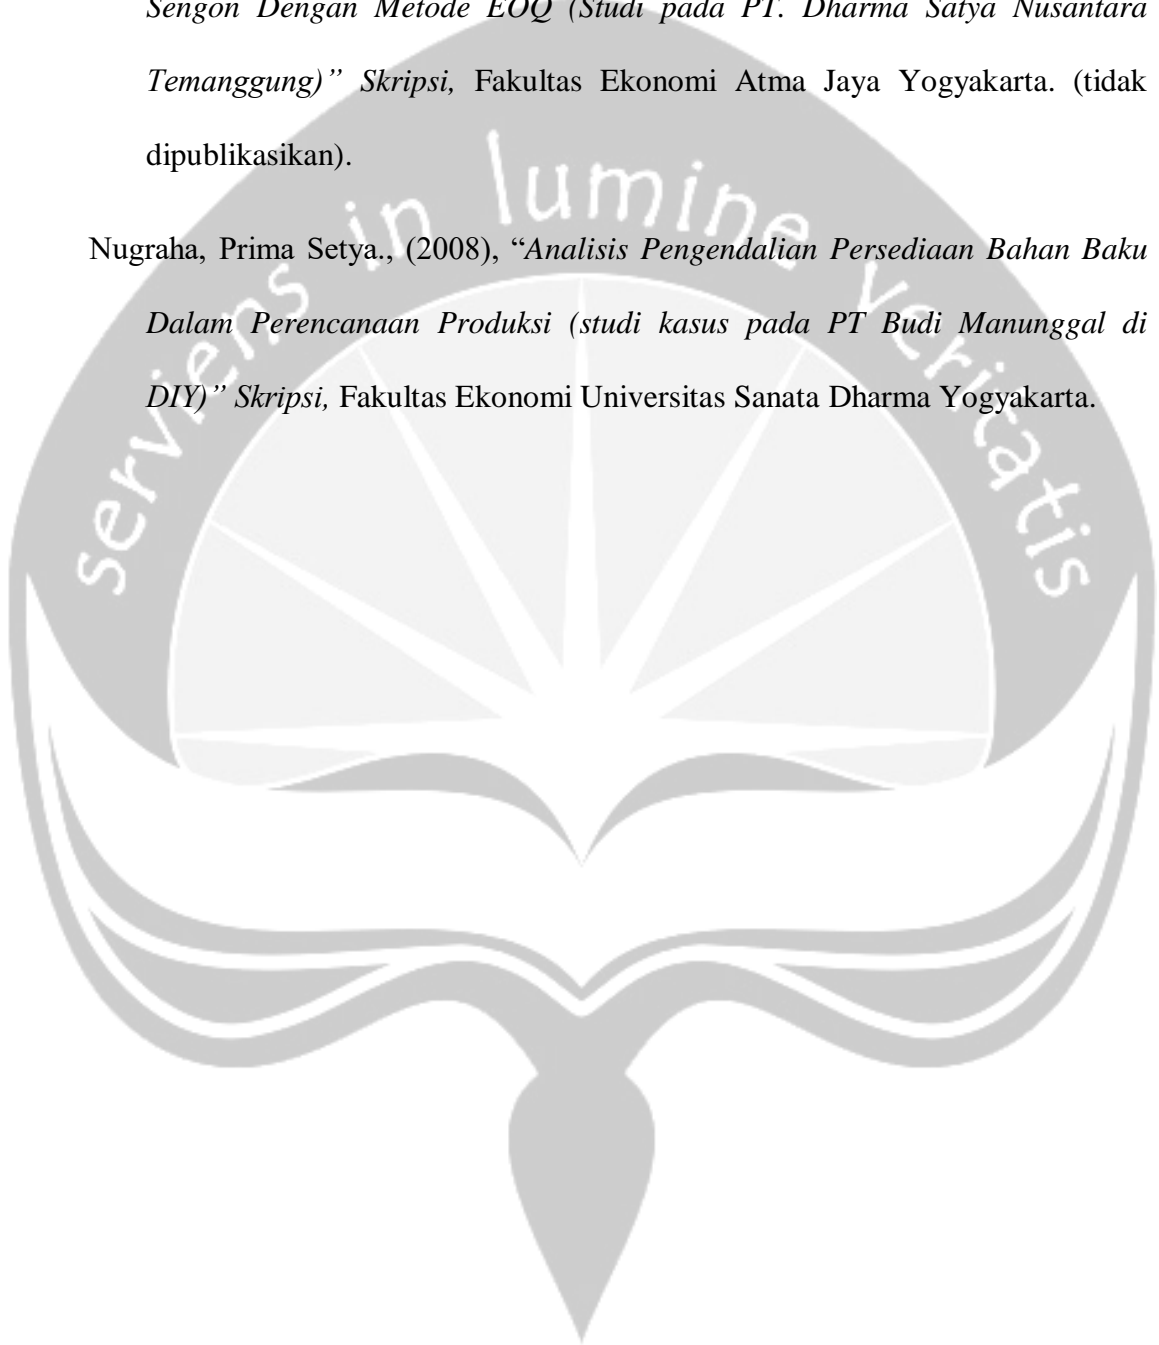 Sengon Dengan Metode EOQ (Studi pada PT. Dharma Satya Nusantara
Temanggung)” Skripsi, Fakultas Ekonomi Atma Jaya Yogyakarta. (tidak
dipublikasikan).
Nugraha, Prima Setya., (2008), “Analisis Pengendalian Persediaan Bahan Baku
Dalam Perencanaan Produksi (studi kasus pada PT Budi Manunggal di
DIY)” Skripsi, Fakultas Ekonomi Universitas Sanata Dharma Yogyakarta.
serviens in lumine veritatis